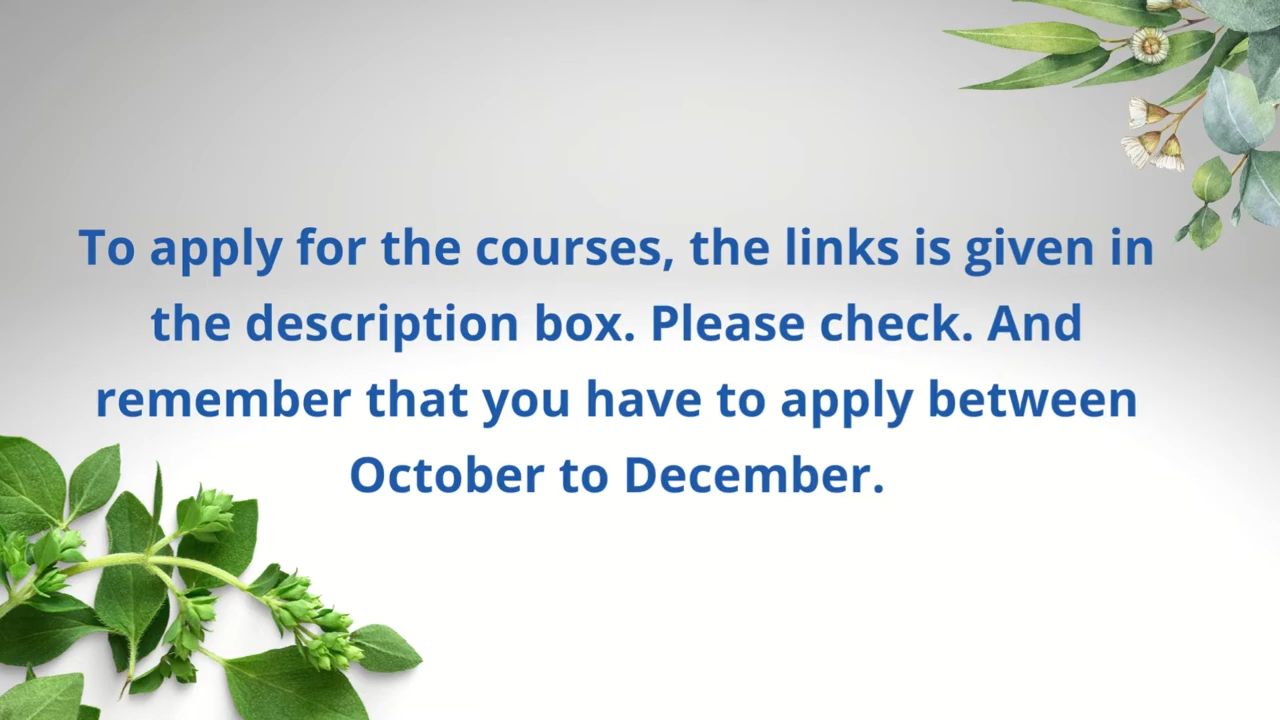 To apply for the courses, the links is given in
the description box. Please check. And
remember that you have to apply between
October to December.